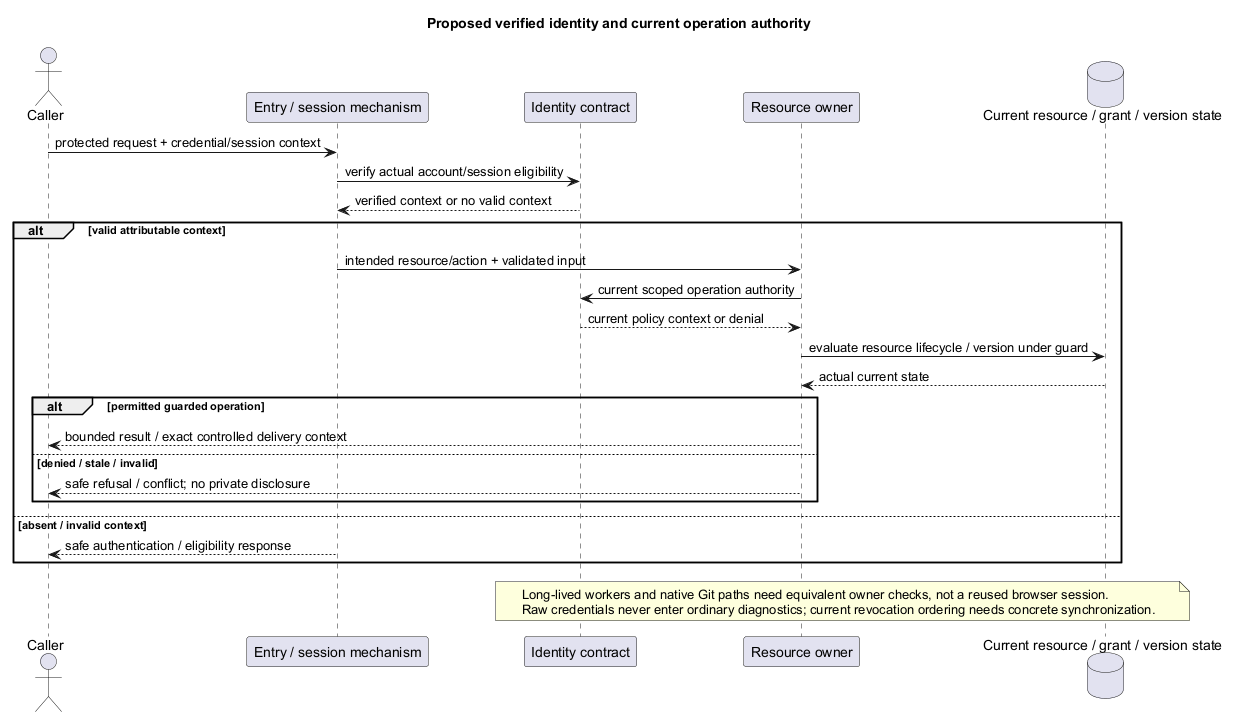 Proposed verified identity and current operation authority
Caller
Entry / session mechanism
Identity contract
Resource owner
Current resource / grant / version state
protected request + credential/session context
verify actual account/session eligibility
verified context or no valid context
alt [valid attributable context]
intended resource/action + validated input
current scoped operation authority
current policy context or denial
evaluate resource lifecycle / version under guard
actual current state
alt [permitted guarded operation]
bounded result / exact controlled delivery context
[denied / stale / invalid]
safe refusal / conflict; no private disclosure
[absent / invalid context]
safe authentication / eligibility response
Long-lived workers and native Git paths need equivalent owner checks, not a reused browser session.
Raw credentials never enter ordinary diagnostics; current revocation ordering needs concrete synchronization.
Caller
Entry / session mechanism
Identity contract
Resource owner
Current resource / grant / version state